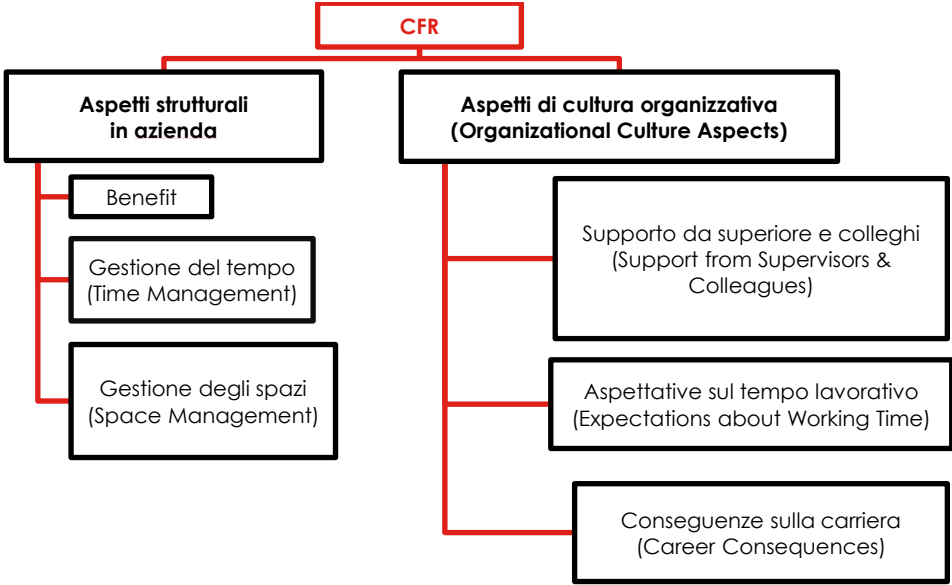 CFR
Aspetti strutturali
in azienda
Benefit
Gestione del tempo
(Time Management)
Gestione degli spazi
(Space Management)
Aspetti di cultura organizzativa
(Organizational Culture Aspects)
Supporto da superiore e colleghi
(Support from Supervisors &
Colleagues)
Aspettative sul tempo lavorativo
(Expectations about Working Time)
Conseguenze sulla carriera
(Career Consequences)